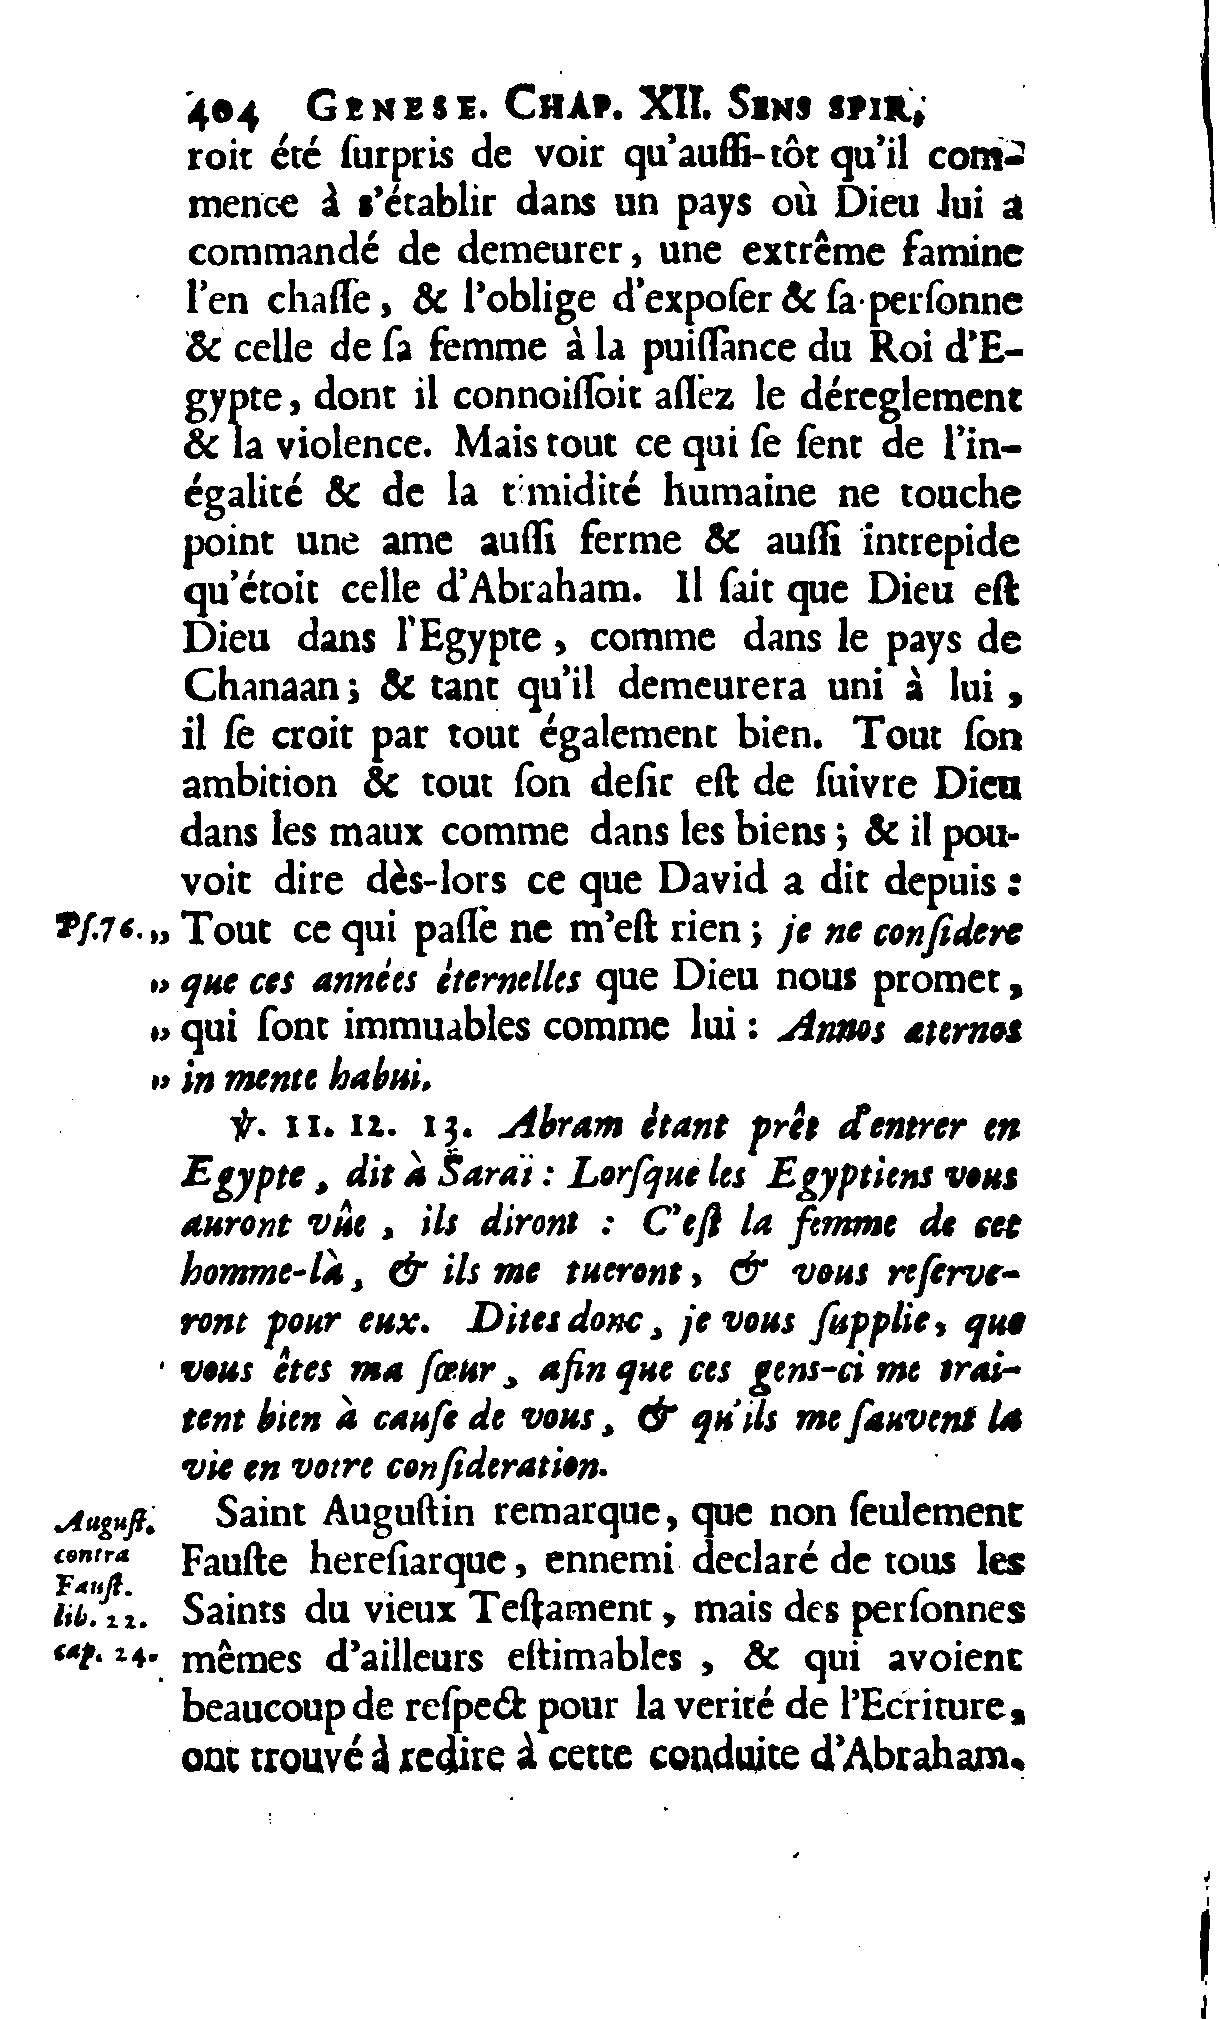 404 GENESE. CHAP. XII. SENS SPIR,
roit été ſurpris de voir qu'auſſi-tôt qu'il com-
mence à s'établir dans un pays où Dieu lui a
commandé de demeurer, une extrême famine
l'en chaſſe, & l'oblige d'expoſer & ſa perſonne
& celle de ſa femme à la puiſſance du Roi d'E-
gypte, dont il connoiſſoit aſſez le déreglement
& la violence. Mais tout ce qui ſe ſent de l'in-
égalité & de la timidité humaine ne touche
point une ame auſſi ferme & auſſi intrepide
qu'étoit celle d'Abraham. Il ſait que Dieu eſt
Dieu dans l'Egypte, comme dans le pays de
Chanaan; & tant qu'il demeurera uni à lui,
il ſe croit par tout également bien. Tout ſon
ambition & tout ſon deſir eſt de ſuivre Dieu
dans les maux comme dans les biens; & il pou-
voit dire dès-lors ce que David a dit depuis:
Pſ.76. „ Tout ce qui paſſe ne m'eſt rien; je ne conſidere
„ que ces années éternelles que Dieu nous promet,
„ qui ſont immuables comme lui: Annos æternos
„ in mente habui.
℣. 11. 12. 13. Abram étant prêt d'entrer en
Egypte, dit à Saraï: Lorſque les Egyptiens vous
auront vûe, ils diront : C'eſt la femme de cet
homme-là, & ils me tueront, & vous reſerve-
ront pour eux. Dites donc, je vous ſupplie, que
vous êtes ma ſœur, afin que ces gens-ci me trai-
tent bien à cauſe de vous, & qu'ils me ſauvent la
vie en votre conſideration.
Saint Auguſtin remarque, que non ſeulement
Fauſte hereſiarque, ennemi declaré de tous les
Saints du vieux Teſtament, mais des perſonnes
mêmes d'ailleurs eſtimables, & qui avoient
beaucoup de reſpect pour la verité de l'Ecriture,
ont trouvé à redire à cette conduite d'Abraham.
Auguſt.
contra
Fauſt.
lib. 22.
cap. 24.